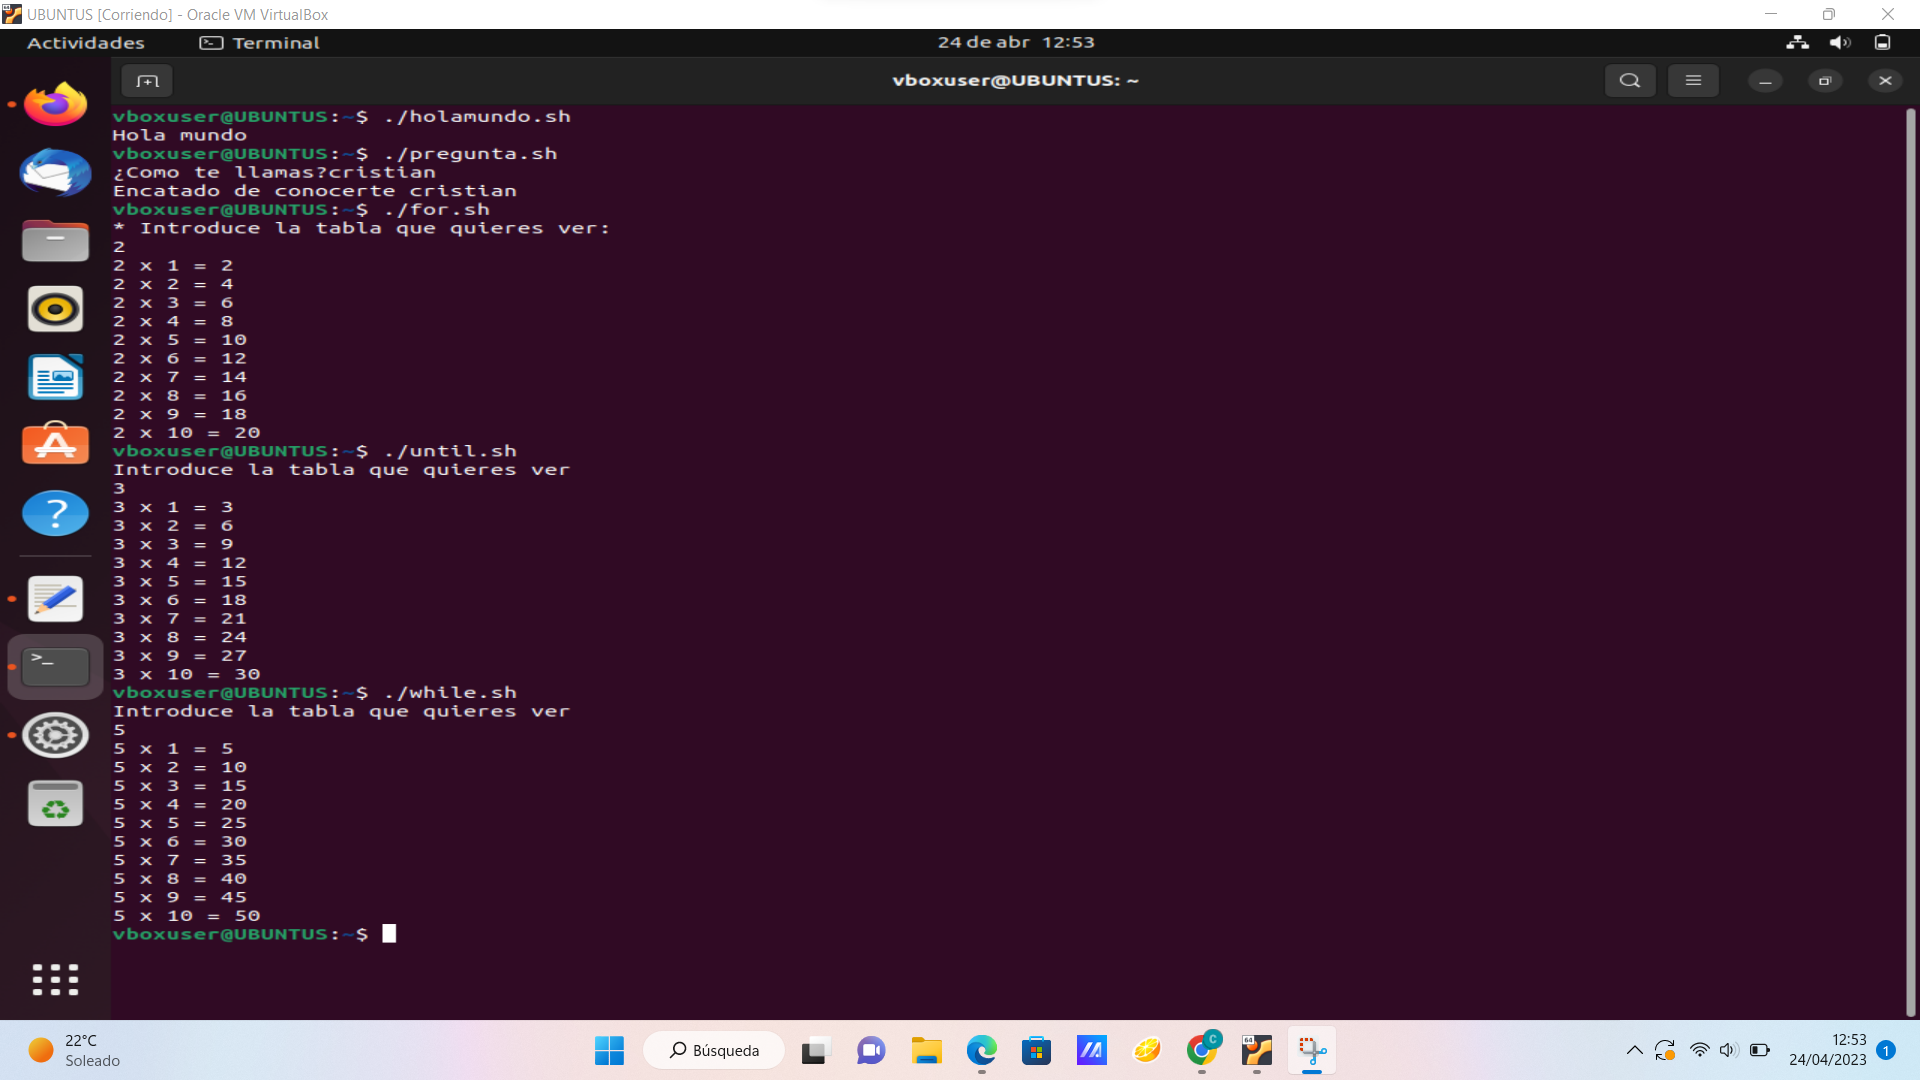 UBUNTUS [Corriendo] - Oracle VM VirtualBox
Actividades
Terminal
24 de abr 12:53
vboxuser@UBUNTUS: ~
vboxuser@UBUNTUS:~$ ./holamundo.sh
Hola mundo
vboxuser@UBUNTUS:~$ ./pregunta.sh
¿Como te llamas?cristian
Encatado de conocerte cristian
vboxuser@UBUNTUS:~$ ./for.sh
* Introduce la tabla que quieres ver:
2
2 x 1 = 2
2 x 2 = 4
2 x 3 = 6
2 x 4 = 8
2 x 5 = 10
2 x 6 = 12
2 x 7 = 14
2 x 8 = 16
2 x 9 = 18
2 x 10 = 20
vboxuser@UBUNTUS:~$ ./until.sh
Introduce la tabla que quieres ver
3
3 x 1 = 3
3 x 2 = 6
3 x 3 = 9
3 x 4 = 12
3 x 5 = 15
3 x 6 = 18
3 x 7 = 21
3 x 8 = 24
3 x 9 = 27
3 x 10 = 30
vboxuser@UBUNTUS:~$ ./while.sh
Introduce la tabla que quieres ver
5
5 x 1 = 5
5 x 2 = 10
5 x 3 = 15
5 x 4 = 20
5 x 5 = 25
5 x 6 = 30
5 x 7 = 35
5 x 8 = 40
5 x 9 = 45
5 x 10 = 50
vboxuser@UBUNTUS:~$
22°C
Soleado
Búsqueda
64
C
64
12:53
24/04/2023
1